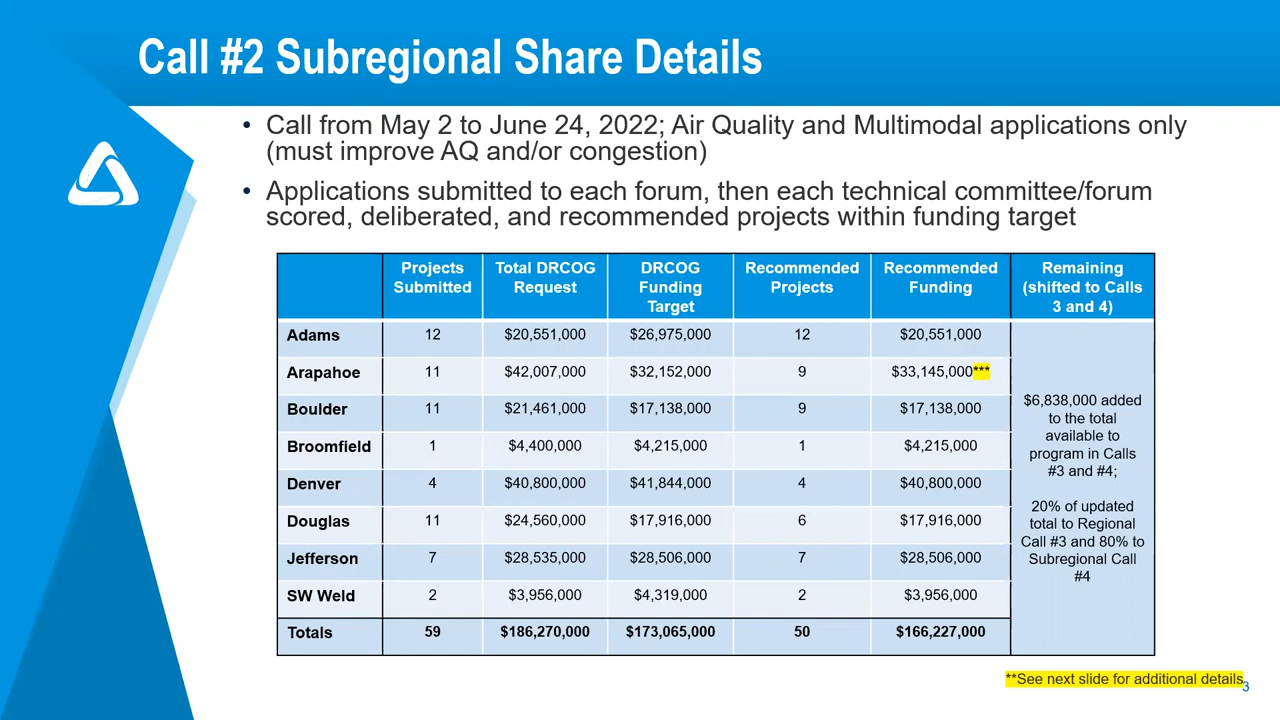 Call #2 Subregional Share Details
• Call from May 2 to June 24, 2022; Air Quality and Multimodal applications only
(must improve AQ and/or congestion)
• Applications submitted to each forum, then each technical committee/forum
scored, deliberated, and recommended projects within funding target
Projects Submitted | Total DRCOG Request | DRCOG Funding Target | Recommended Projects | Recommended Funding | Remaining (shifted to Calls 3 and 4)
Adams 12 $20,551,000 $26,975,000 12 $20,551,000
Arapahoe 11 $42,007,000 $32,152,000 9 $33,145,000***
Boulder 11 $21,461,000 $17,138,000 9 $17,138,000
Broomfield 1 $4,400,000 $4,215,000 1 $4,215,000
Denver 4 $40,800,000 $41,844,000 4 $40,800,000
Douglas 11 $24,560,000 $17,916,000 6 $17,916,000
Jefferson 7 $28,535,000 $28,506,000 7 $28,506,000
SW Weld 2 $3,956,000 $4,319,000 2 $3,956,000
Totals 59 $186,270,000 $173,065,000 50 $166,227,000
$6,838,000 added
to the total
available to
program in Calls
#3 and #4;
20% of updated
total to Regional
Call #3 and 80% to
Subregional Call
#4
**See next slide for additional details
3